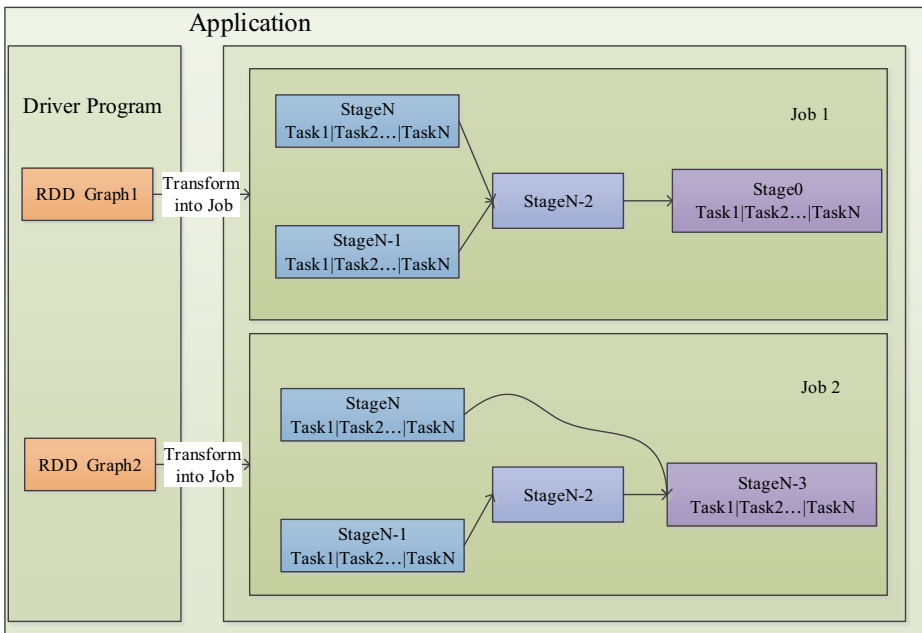 Application
Driver Program
RDD Graph1
Transform
into Job
RDD Graph2
Transform
into Job
Job 1
StageN
Task1|Task2…|TaskN
StageN-1
Task1|Task2…|TaskN
StageN-2
Stage0
Task1|Task2…|TaskN
Job 2
StageN
Task1|Task2…|TaskN
StageN-1
Task1|Task2…|TaskN
StageN-2
StageN-3
Task1|Task2…|TaskN